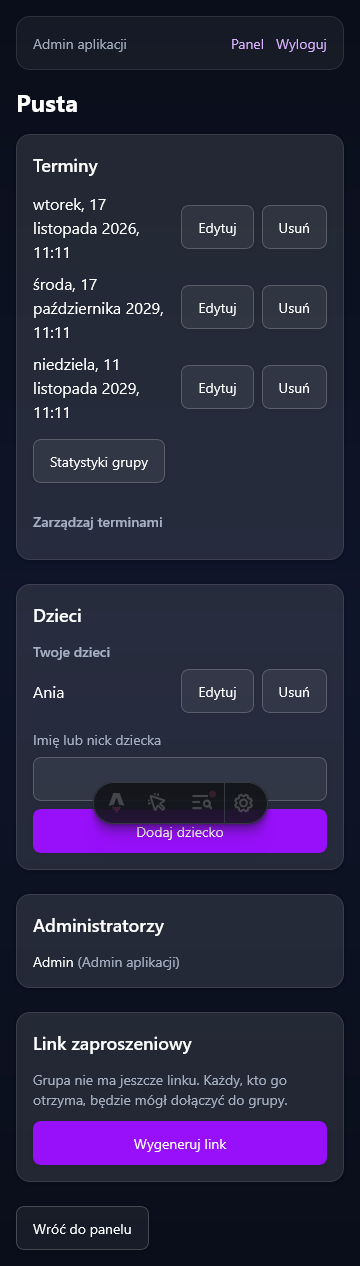 Admin aplikacji Panel Wyloguj
Pusta
Terminy
wtorek, 17
listopada 2026,
11:11
Edytuj Usuń
środa, 17
października 2029,
11:11
Edytuj Usuń
niedziela, 11
listopada 2029,
11:11
Edytuj Usuń
Statystyki grupy
Zarządzaj terminami
Dzieci
Twoje dzieci
Ania Edytuj Usuń
Imię lub nick dziecka
Dodaj dziecko
Administratorzy
Admin (Admin aplikacji)
Link zaproszeniowy
Grupa nie ma jeszcze linku. Każdy, kto go
otrzyma, będzie mógł dołączyć do grupy.
Wygeneruj link
Wróć do panelu